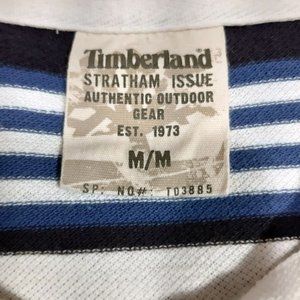 Timberland
STRATHAM ISSUE
AUTHENTIC OUTDOOR
GEAR
EST. 1973
M/M
SP: NO#: T03885